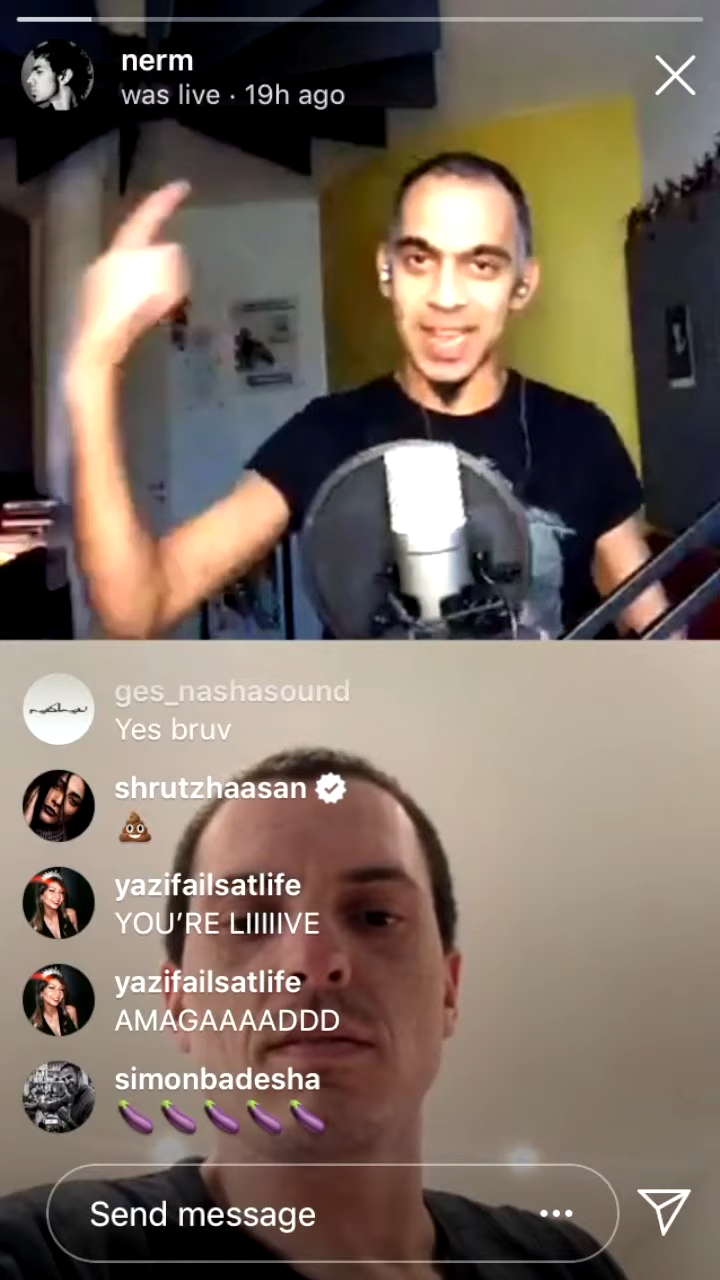 nerm
was live · 19h ago
ges_nashasound
Yes bruv
shrutzhaasan
💩
yazifailsatlife
YOU’RE LIIIIIVE
yazifailsatlife
AMAGAAAADDD
simonbadesha
🍆🍆🍆🍆🍆
Send message